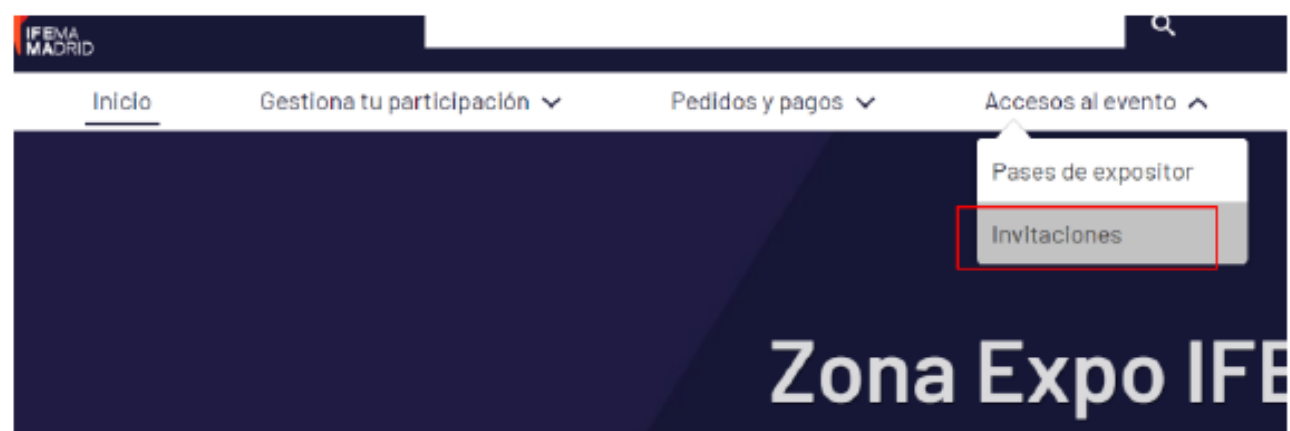 IFEMA
MADRID
Inicio
Gestiona tu participación
Pedidos y pagos
Accesos al evento
Pases de expositor
Invitaciones
Zona Expo IFE